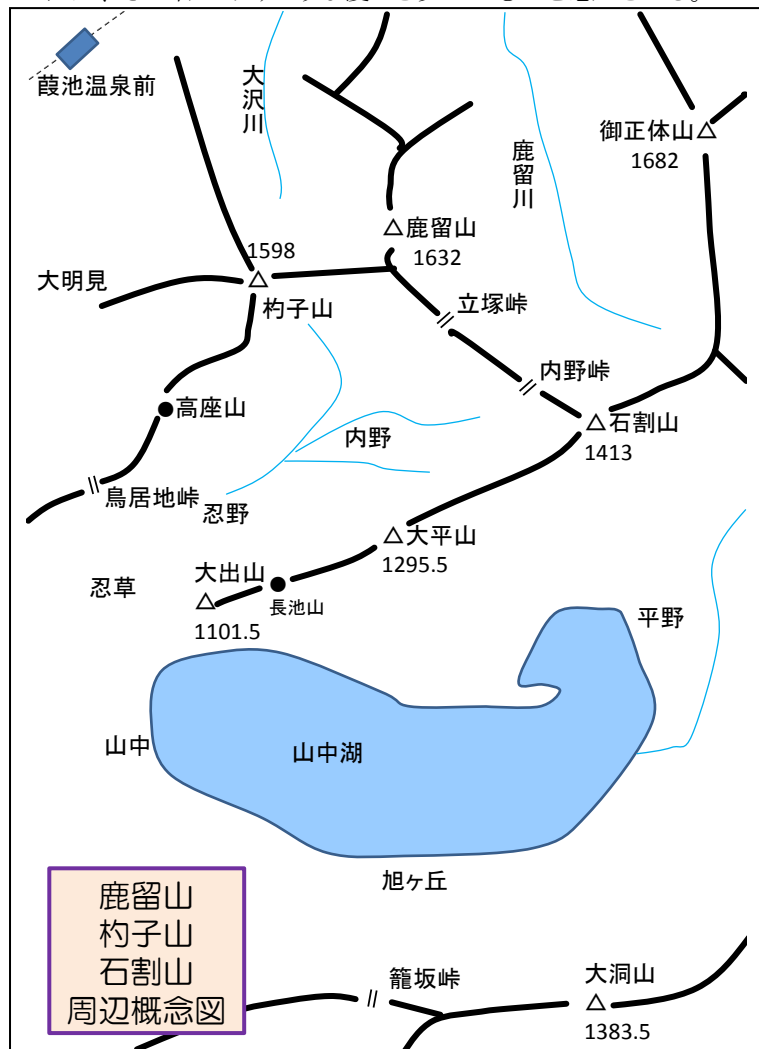 葭池温泉前
大沢川
鹿留川
御正体山
1682
鹿留山
1632
1598
大明見
杓子山
立塚峠
内野峠
高座山
石割山
1413
内野
鳥居地峠
忍野
大平山
1295.5
大出山
忍草
長池山
1101.5
平野
山中
山中湖
旭ヶ丘
鹿留山
杓子山
石割山
周辺概念図
籠坂峠
大洞山
1383.5